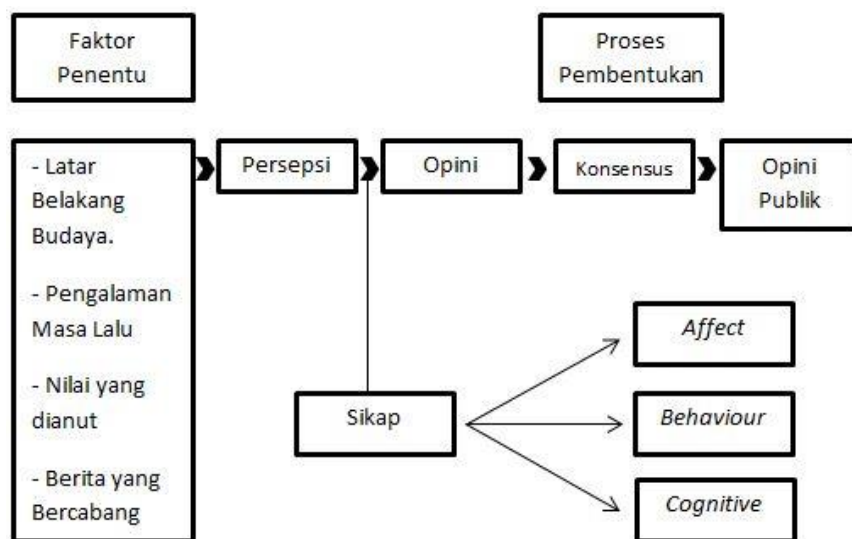 Faktor
Penentu
Proses
Pembentukan
- Latar
Belakang
Budaya.
- Pengalaman
Masa Lalu
- Nilai yang
dianut
- Berita yang
Bercabang
Persepsi
Opini
Konsensus
Opini
Publik
Sikap
Affect
Behaviour
Cognitive